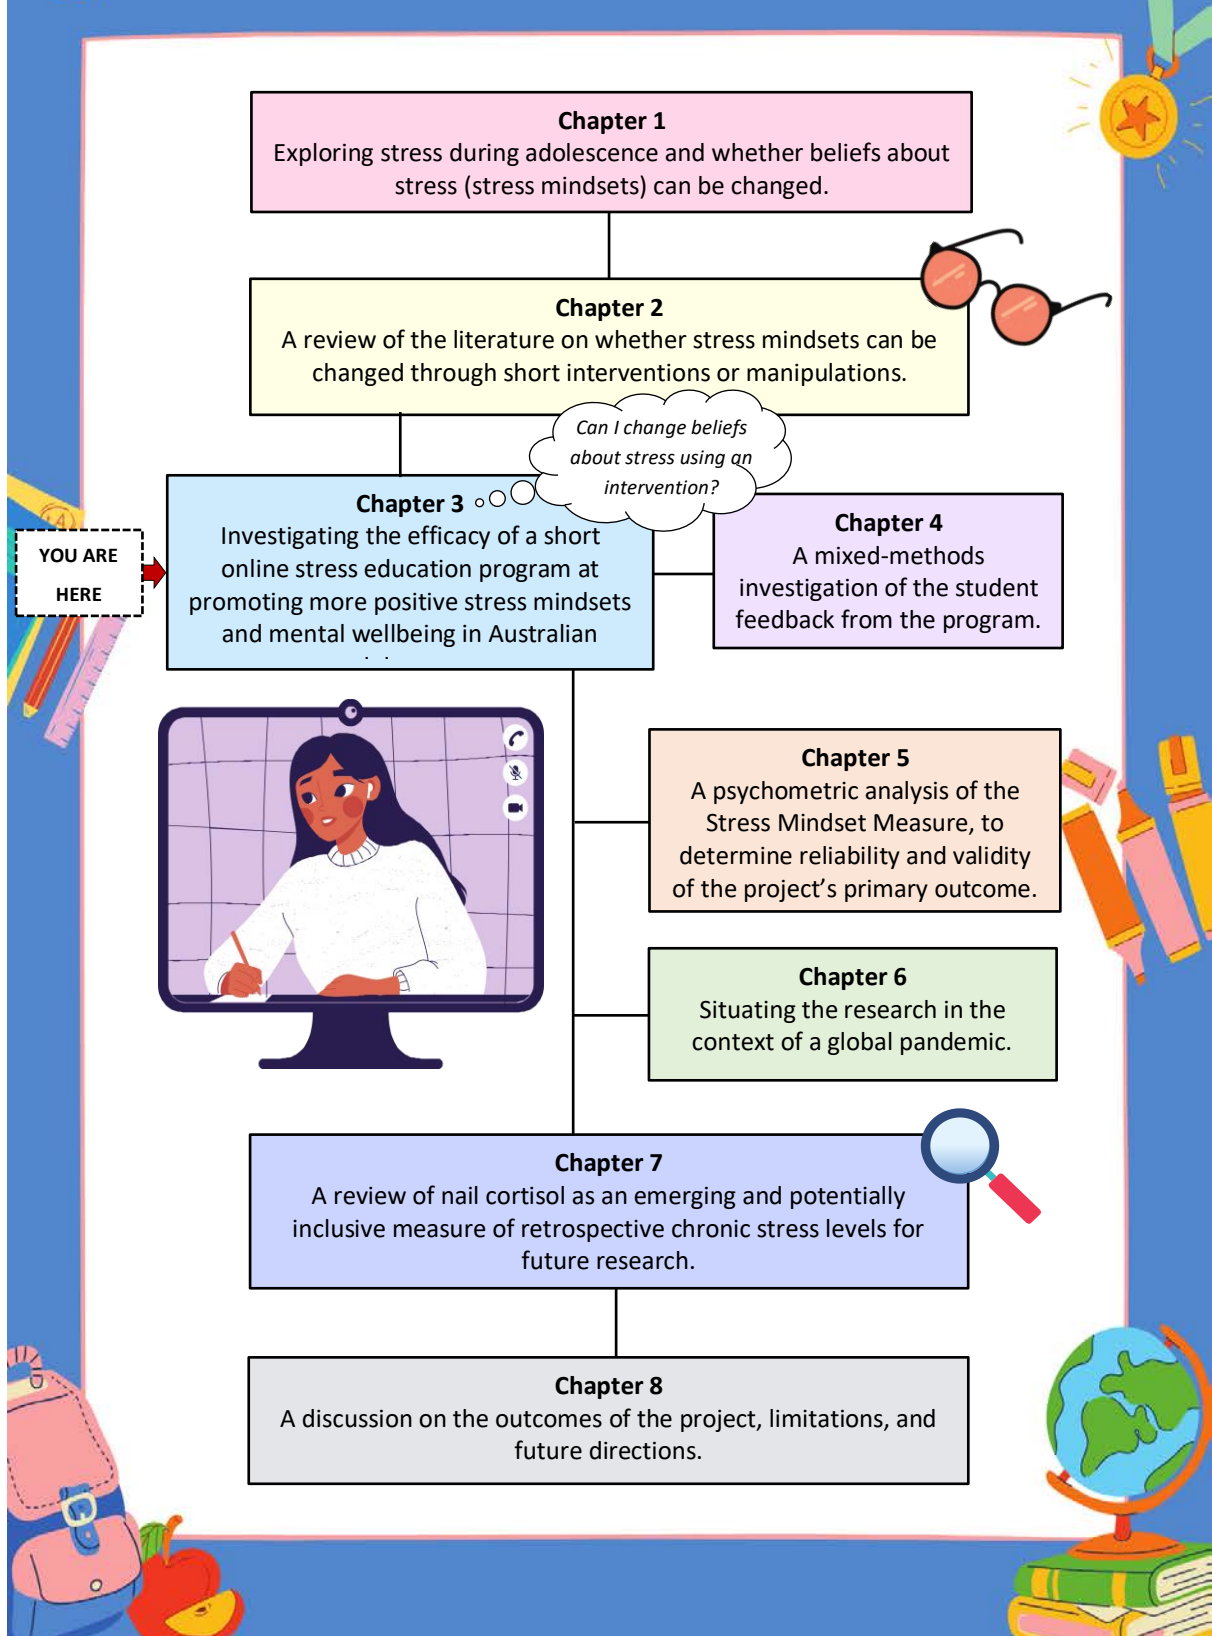 Chapter 1
Exploring stress during adolescence and whether beliefs about
stress (stress mindsets) can be changed.
Chapter 2
A review of the literature on whether stress mindsets can be
changed through short interventions or manipulations.
Can I change beliefs
about stress using an
intervention?
Chapter 3
Investigating the efficacy of a short
online stress education program at
promoting more positive stress mindsets
and mental wellbeing in Australian
YOU ARE
HERE
Chapter 4
A mixed-methods
investigation of the student
feedback from the program.
Chapter 5
A psychometric analysis of the
Stress Mindset Measure, to
determine reliability and validity
of the project’s primary outcome.
Chapter 6
Situating the research in the
context of a global pandemic.
Chapter 7
A review of nail cortisol as an emerging and potentially
inclusive measure of retrospective chronic stress levels for
future research.
Chapter 8
A discussion on the outcomes of the project, limitations, and
future directions.